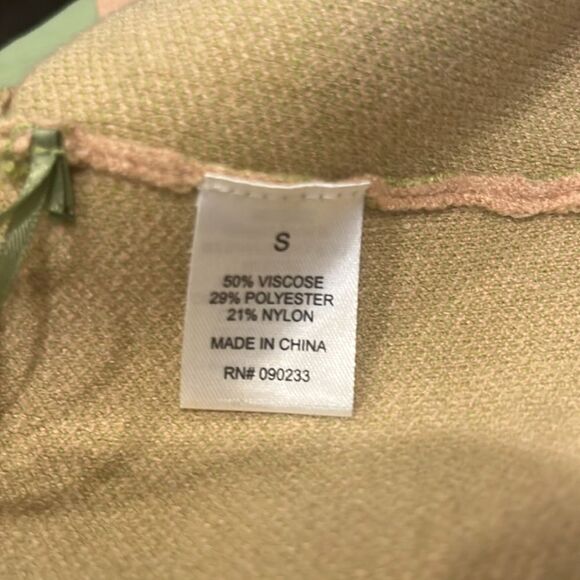 S
50% VISCOSE
29% POLYESTER
21% NYLON
MADE IN CHINA
RN# 090233